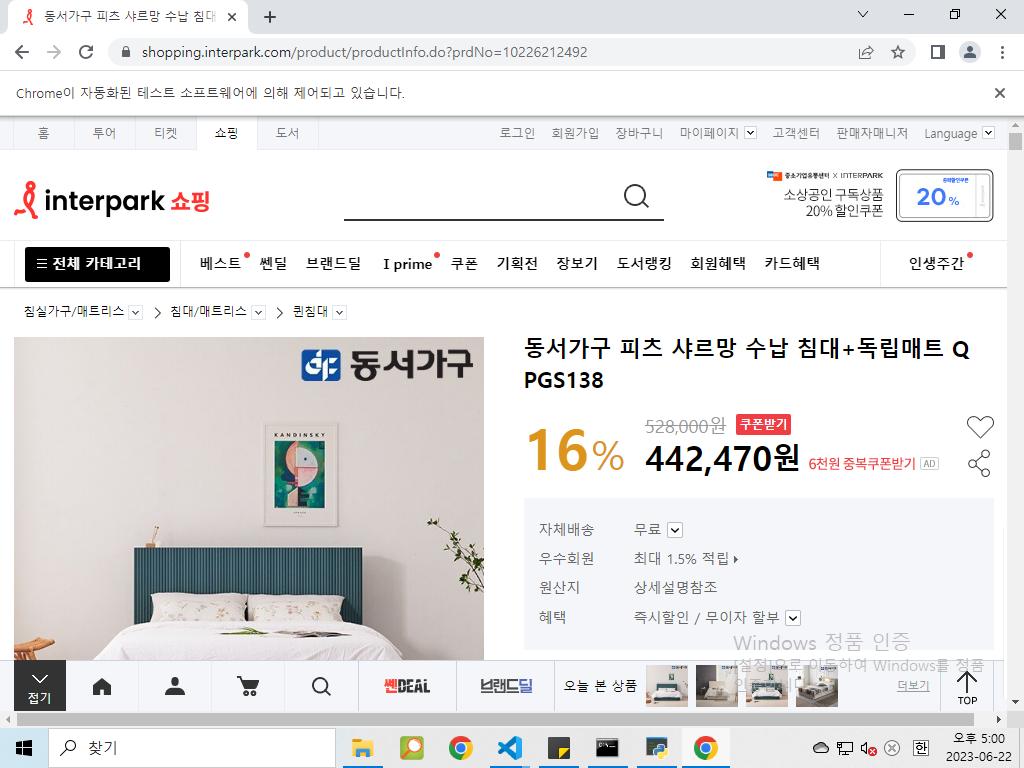 동서가구 피츠 샤르망 수납 침대
shopping.interpark.com/product/productInfo.do?prdNo=10226212492
Chrome이 자동화된 테스트 소프트웨어에 의해 제어되고 있습니다.
홈 투어 티켓 쇼핑 도서 로그인 회원가입 장바구니 마이페이지 고객센터 판매자매니저 Language
interpark 쇼핑
중소기업유통센터 X INTERPARK
소상공인 구독상품
20% 할인쿠폰
20%
전체 카테고리 베스트 쎈딜 브랜드딜 I prime 쿠폰 기획전 장보기 도서랭킹 회원혜택 카드혜택 인생주간
침실가구/매트리스 침대/매트리스 퀸침대
동서가구
KANDINSKY
동서가구 피츠 샤르망 수납 침대+독립매트 Q
PGS138
16%
528,000원 쿠폰받기
442,470원 6천원 중복쿠폰받기 AD
자체배송 무료
우수회원 최대 1.5% 적립
원산지 상세설명참조
혜택 즉시할인 / 무이자 할부
Windows 정품 인증
[설정]으로 이동하여 Windows를 정품
접기 쎈DEAL 브랜드딜 오늘 본 상품 더보기 TOP
찾기
한
오후 5:00
2023-06-22